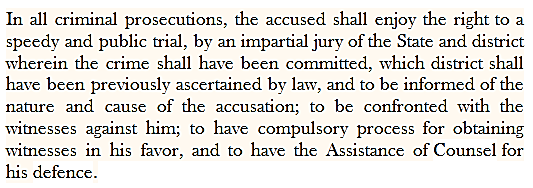 In all criminal prosecutions, the accused shall enjoy the right to a
speedy and public trial, by an impartial jury of the State and district
wherein the crime shall have been committed, which district shall
have been previously ascertained by law, and to be informed of the
nature and cause of the accusation; to be confronted with the
witnesses against him; to have compulsory process for obtaining
witnesses in his favor, and to have the Assistance of Counsel for
his defence.